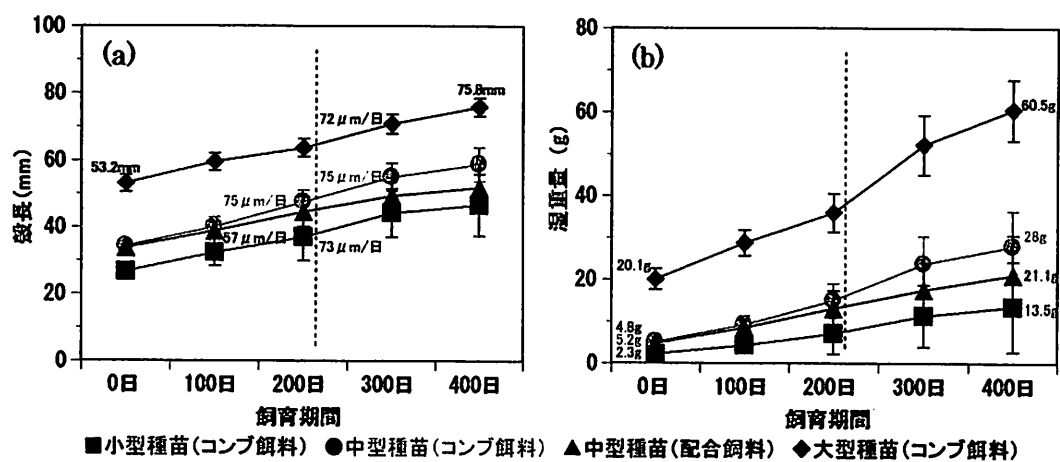 (a)
100
80
60
40
20
0
殻長(mm)
53.2mm
75.8mm
72μm/日
75μm/日
75μm/日
57μm/日
73μm/日
0日 100日 200日 300日 400日
飼育期間
(b)
80
60
40
20
0
湿重量 (g)
20.1g
60.5g
28g
21.1g
13.5g
4.8g
5.2g
2.3g
0日 100日 200日 300日 400日
飼育期間
小型種苗(コンブ餌料) 中型種苗(コンブ餌料) 中型種苗(配合飼料) 大型種苗(コンブ餌料)